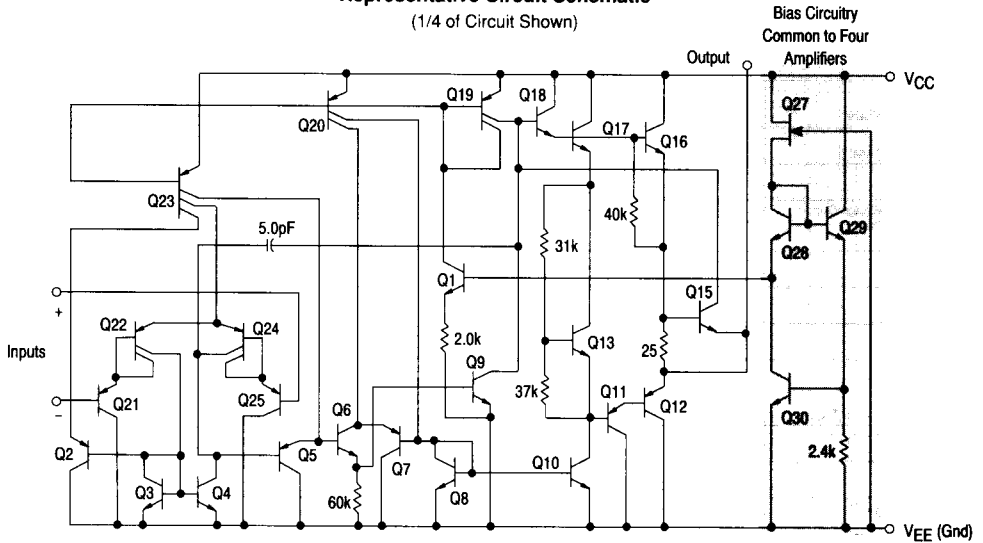 (1/4 of Circuit Shown)
Bias Circuitry
Common to Four
Amplifiers
Output
VCC
Q27
Q19
Q18
Q20
Q17
Q16
Q23
40k
Q28
Q29
5.0pF
31k
Q1
Q15
+
Q22
Q24
2.0k
Q13
25
Inputs
Q9
37k
Q11
Q12
–
Q21
Q25
Q6
Q30
Q2
Q5
Q7
Q10
2.4k
Q3
Q4
60k
Q8
VEE (Gnd)